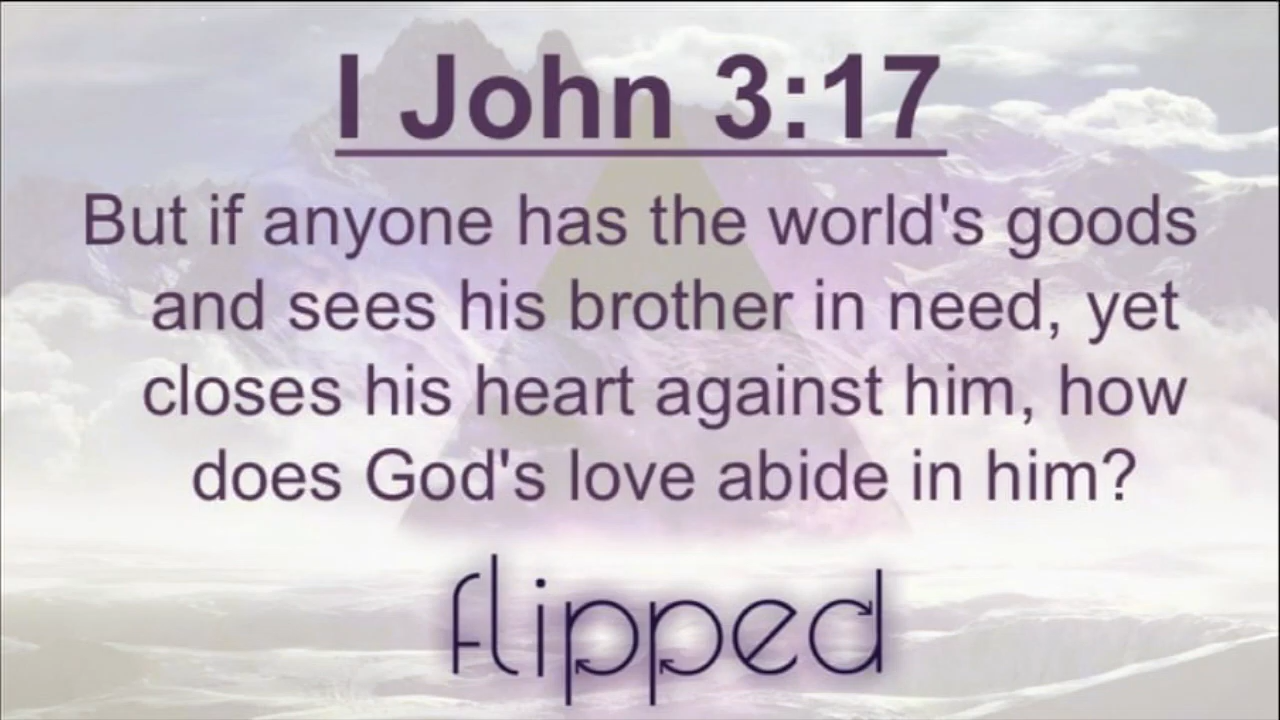 I John 3:17
But if anyone has the world's goods
and sees his brother in need, yet
closes his heart against him, how
does God's love abide in him?
flipped